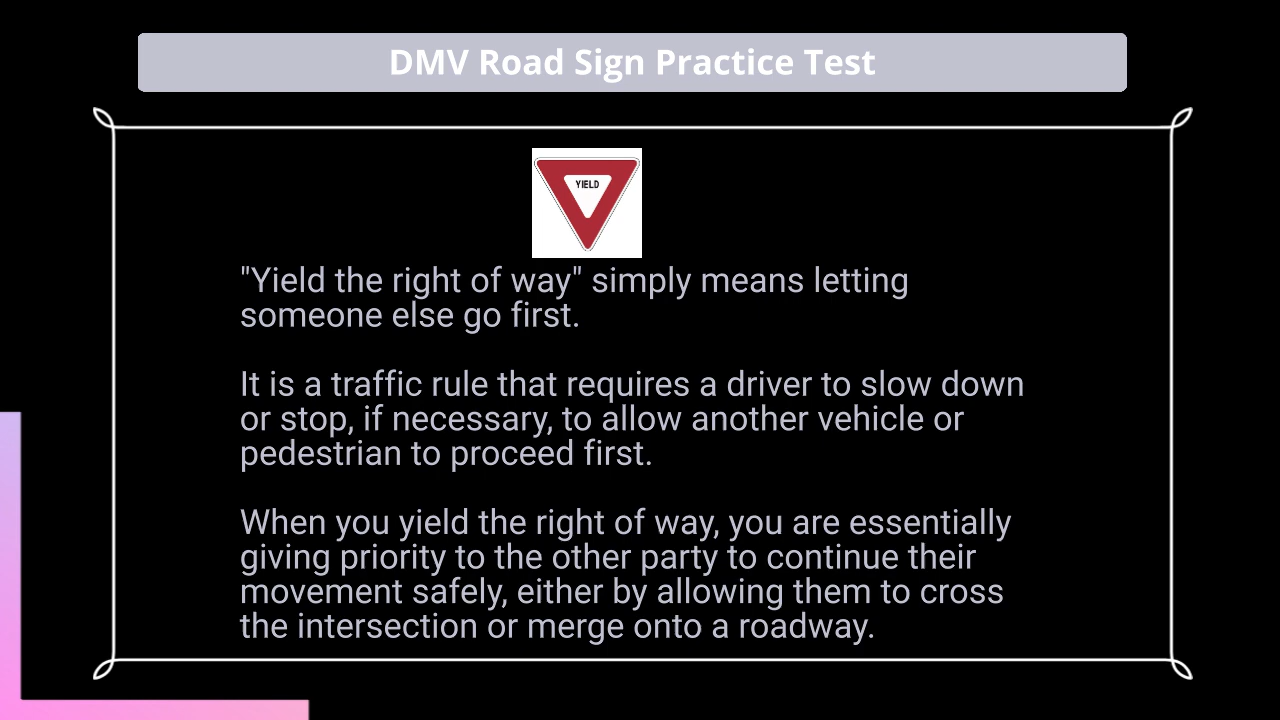 DMV Road Sign Practice Test
YIELD
"Yield the right of way" simply means letting
someone else go first.
It is a traffic rule that requires a driver to slow down
or stop, if necessary, to allow another vehicle or
pedestrian to proceed first.
When you yield the right of way, you are essentially
giving priority to the other party to continue their
movement safely, either by allowing them to cross
the intersection or merge onto a roadway.